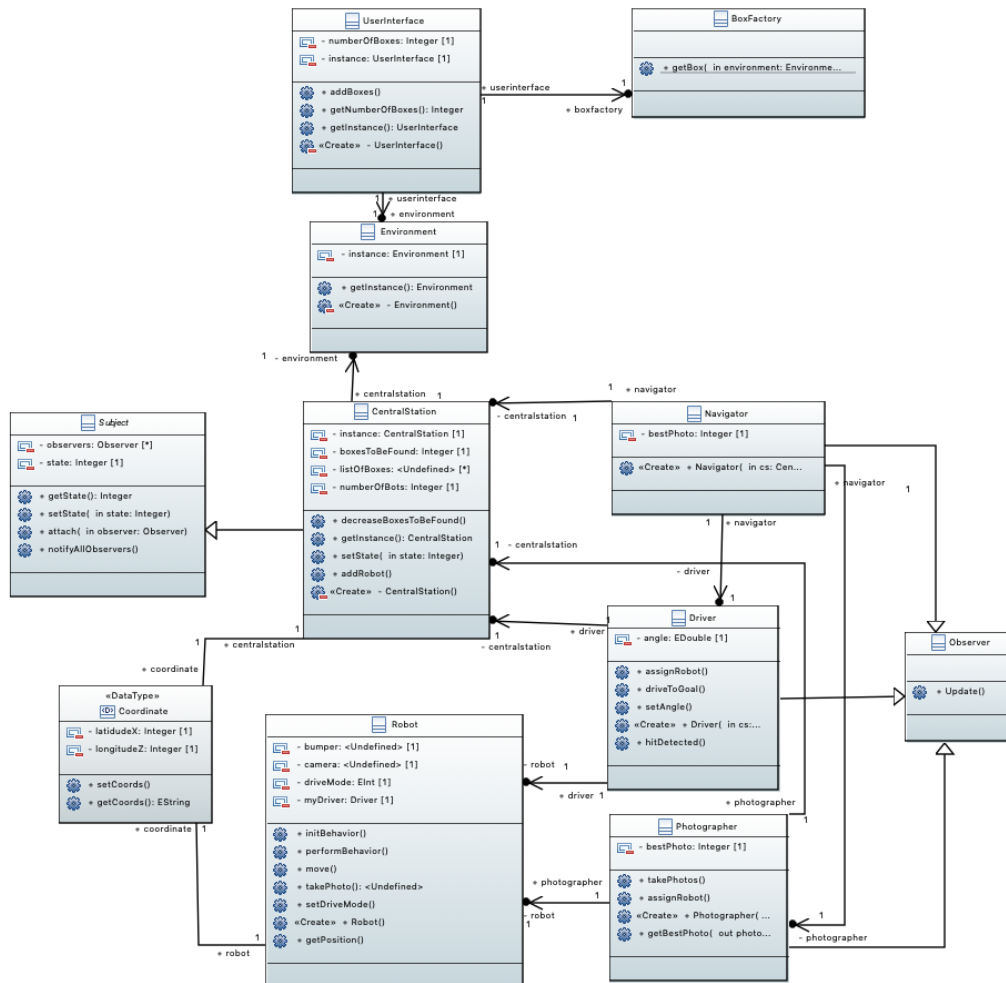 UserInterface
- numberOfBoxes: Integer [1]
- instance: UserInterface [1]
+ addBoxes()
+ getNumberOfBoxes(): Integer
+ getInstance(): UserInterface
«Create» - UserInterface()
BoxFactory
+ getBox( in environment: Environme...
+ userinterface
1
1
+ boxfactory
1
+ userinterface
1
+ environment
Environment
- instance: Environment [1]
+ getInstance(): Environment
«Create» - Environment()
1
- environment
+ centralstation
1
CentralStation
- instance: CentralStation [1]
- boxesToBeFound: Integer [1]
- listOfBoxes: <Undefined> [*]
- numberOfBots: Integer [1]
+ decreaseBoxesToBeFound()
+ getInstance(): CentralStation
+ setState( in state: Integer)
+ addRobot()
«Create» - CentralStation()
1
+ navigator
- centralstation
1
Navigator
- bestPhoto: Integer [1]
«Create» + Navigator( in cs: Cen...
+ navigator
1
1
+ navigator
Subject
- observers: Observer [*]
- state: Integer [1]
+ getState(): Integer
+ setState( in state: Integer)
+ attach( in observer: Observer)
+ notifyAllObservers()
1
- centralstation
- driver
1
Driver
- angle: EDouble [1]
+ assignRobot()
+ driveToGoal()
+ setAngle()
«Create» + Driver( in cs:...
+ hitDetected()
+ driver
1
1
- centralstation
Observer
+ Update()
1
1
+ centralstation
+ coordinate
«DataType»
Coordinate
- latidudeX: Integer [1]
- longitudeZ: Integer [1]
+ setCoords()
+ getCoords(): EString
+ coordinate
1
Robot
- bumper: <Undefined> [1]
- camera: <Undefined> [1]
- driveMode: EInt [1]
- myDriver: Driver [1]
+ initBehavior()
+ performBehavior()
+ move()
+ takePhoto(): <Undefined>
+ setDriveMode()
«Create» + Robot()
+ getPosition()
1
+ robot
- robot
1
+ driver
1
+ photographer
1
Photographer
- bestPhoto: Integer [1]
+ takePhotos()
+ assignRobot()
«Create» + Photographer( ...
+ getBestPhoto( out photo...
+ photographer
1
- robot
1
1
- photographer